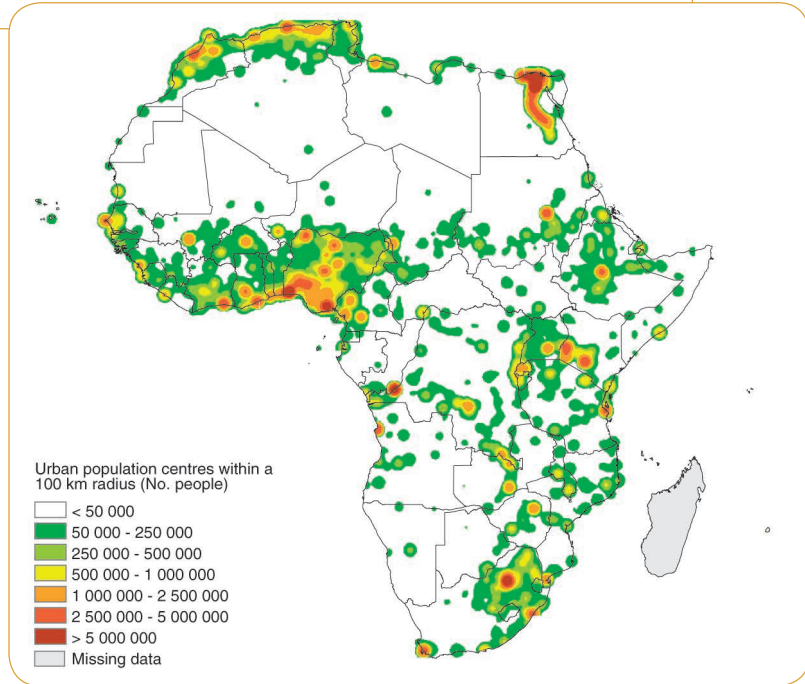 Urban population centres within a
100 km radius (No. people)
< 50 000
50 000 - 250 000
250 000 - 500 000
500 000 - 1 000 000
1 000 000 - 2 500 000
2 500 000 - 5 000 000
> 5 000 000
Missing data